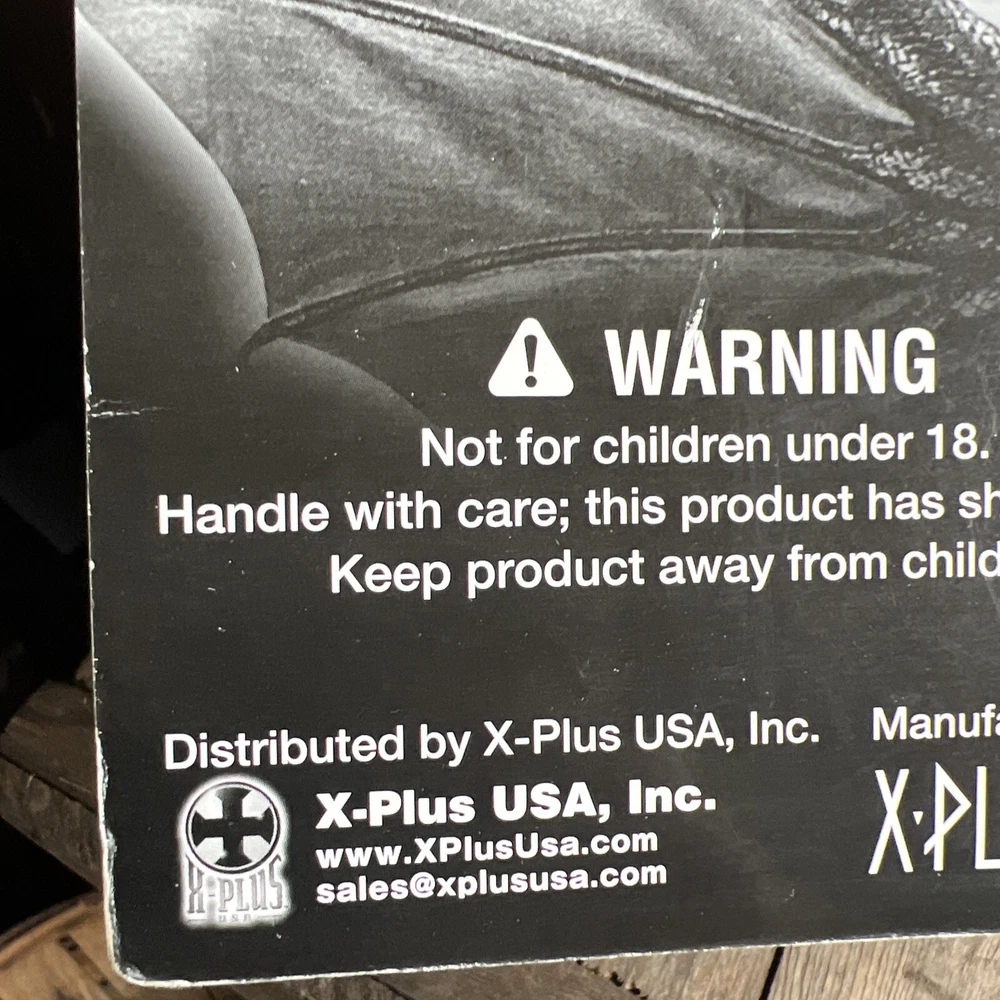 WARNING
Not for children under 18.
Handle with care; this product has sh
Keep product away from child
Distributed by X-Plus USA, Inc.
Manufa
X-Plus USA, Inc.
www.XPlusUsa.com
sales@xplususa.com
X-PLUS
U.S.A.
X·PL